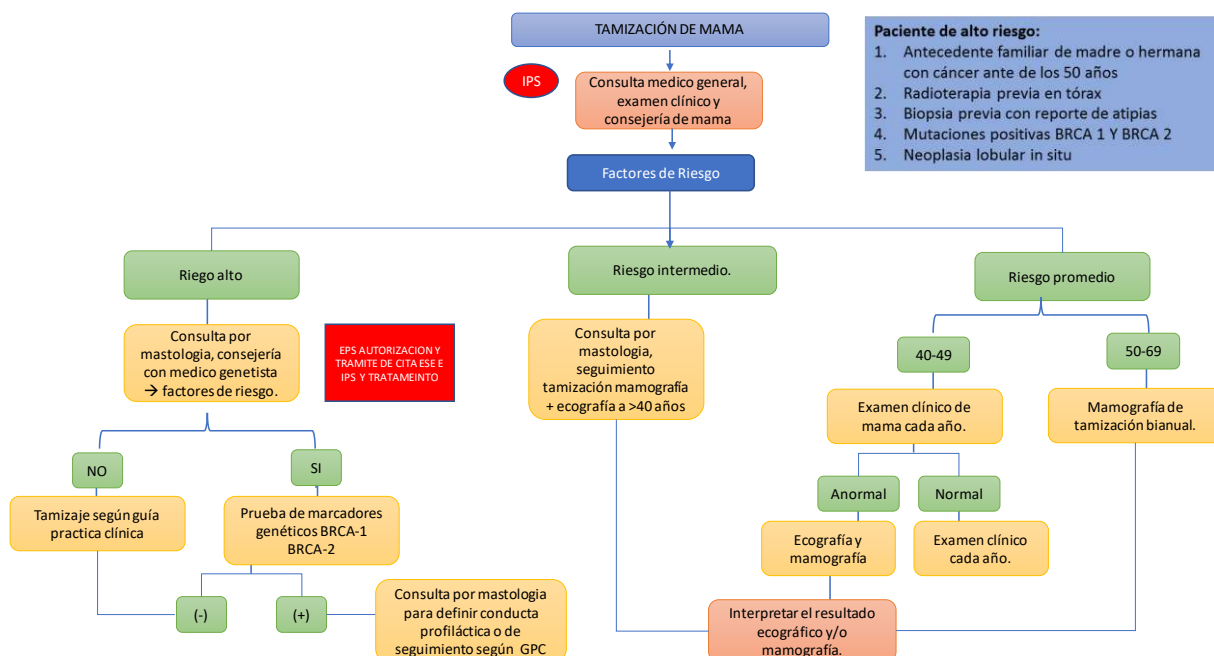 TAMIZACIÓN DE MAMA
IPS
Consulta medico general,
examen clínico y
consejería de mama
Paciente de alto riesgo:
1. Antecedente familiar de madre o hermana
con cáncer ante de los 50 años
2. Radioterapia previa en tórax
3. Biopsia previa con reporte de atipias
4. Mutaciones positivas BRCA 1 Y BRCA 2
5. Neoplasia lobular in situ
Factores de Riesgo
Riego alto
Riesgo intermedio.
Riesgo promedio
Consulta por
mastologia, consejería
con medico genetista
→ factores de riesgo.
EPS AUTORIZACION Y
TRAMITE DE CITA ESE E
IPS Y TRATAMEINTO
Consulta por
mastologia,
seguimiento
tamización mamografía
+ ecografía a >40 años
40-49
50-69
Examen clínico de
mama cada año.
Mamografía de
tamización bianual.
NO
SI
Anormal
Normal
Tamizaje según guía
practica clínica
Prueba de marcadores
genéticos BRCA-1
BRCA-2
Ecografía y
mamografía
Examen clínico
cada año.
(-)
(+)
Consulta por mastologia
para definir conducta
profiláctica o de
seguimiento según GPC
Interpretar el resultado
ecográfico y/o
mamografía.